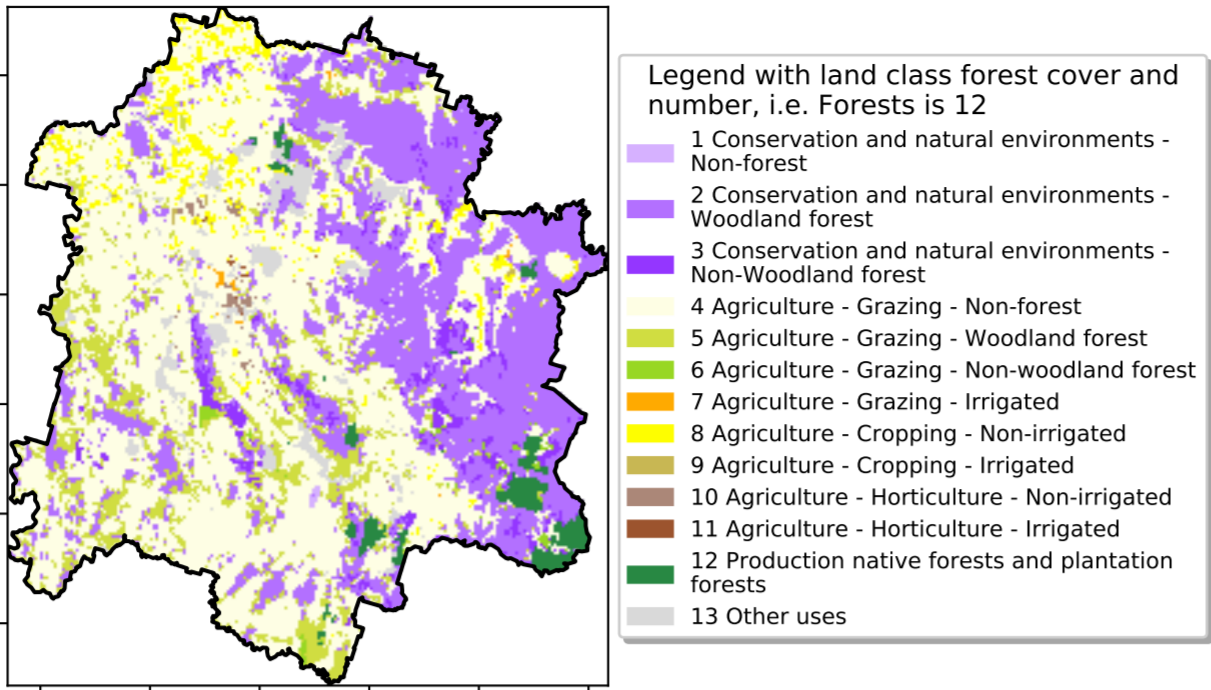 Legend with land class forest cover and
number, i.e. Forests is 12
1 Conservation and natural environments -
Non-forest
2 Conservation and natural environments -
Woodland forest
3 Conservation and natural environments -
Non-Woodland forest
4 Agriculture - Grazing - Non-forest
5 Agriculture - Grazing - Woodland forest
6 Agriculture - Grazing - Non-woodland forest
7 Agriculture - Grazing - Irrigated
8 Agriculture - Cropping - Non-irrigated
9 Agriculture - Cropping - Irrigated
10 Agriculture - Horticulture - Non-irrigated
11 Agriculture - Horticulture - Irrigated
12 Production native forests and plantation
forests
13 Other uses